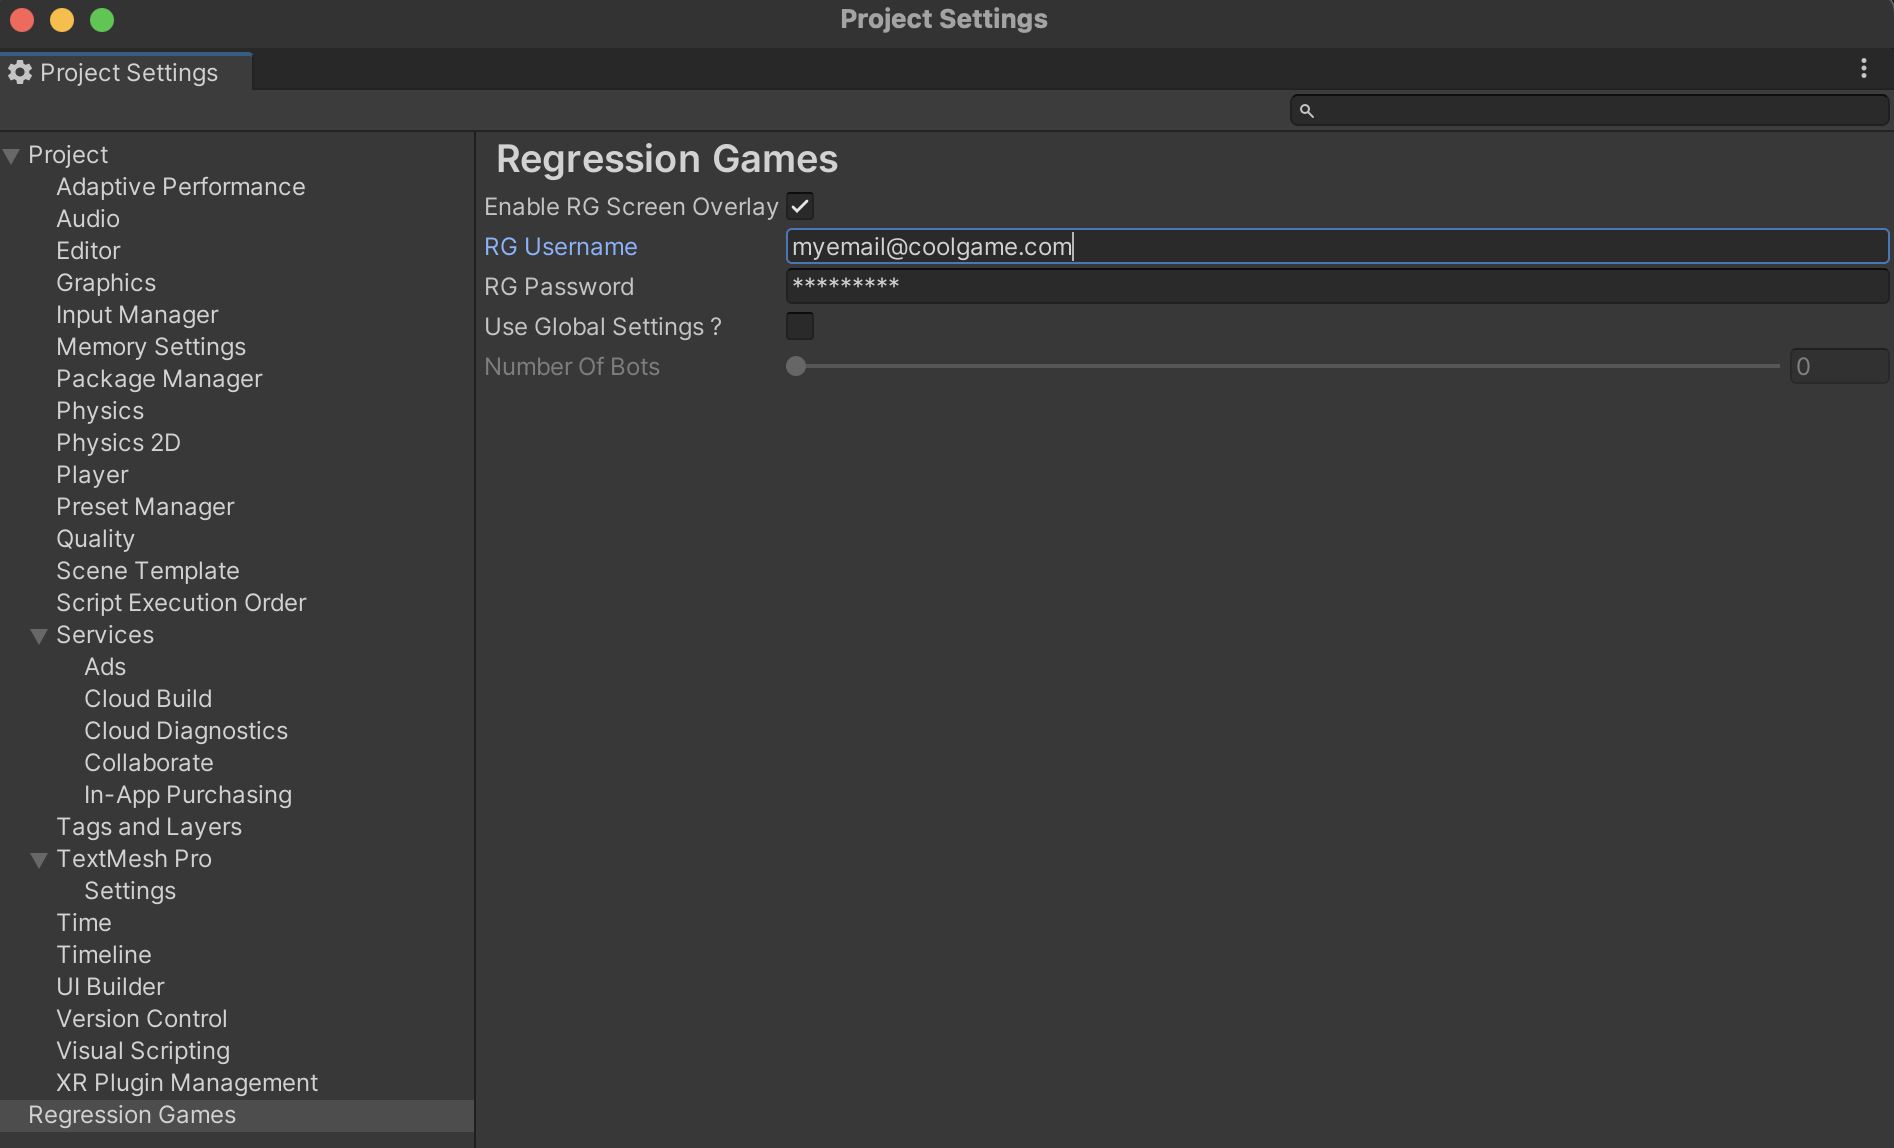 Project Settings
Project Settings
Project
Adaptive Performance
Audio
Editor
Graphics
Input Manager
Memory Settings
Package Manager
Physics
Physics 2D
Player
Preset Manager
Quality
Scene Template
Script Execution Order
Services
Ads
Cloud Build
Cloud Diagnostics
Collaborate
In-App Purchasing
Tags and Layers
TextMesh Pro
Settings
Time
Timeline
UI Builder
Version Control
Visual Scripting
XR Plugin Management
Regression Games
Regression Games
Enable RG Screen Overlay
RG Username myemail@coolgame.com
RG Password *********
Use Global Settings ?
Number Of Bots 0